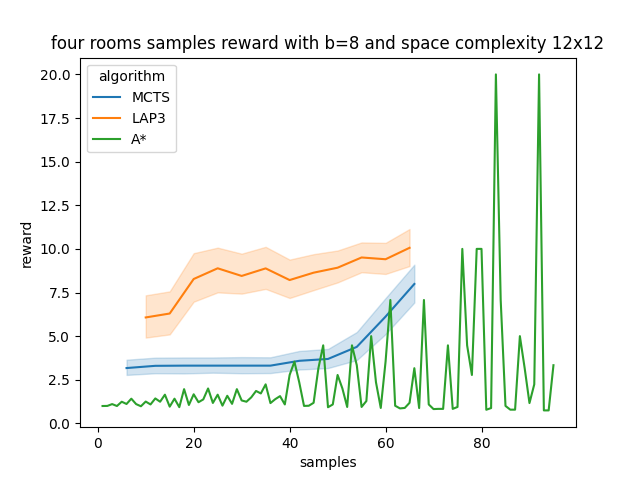 four rooms samples reward with b=8 and space complexity 12x12
algorithm
MCTS
LAP3
A*
reward
20.0
17.5
15.0
12.5
10.0
7.5
5.0
2.5
0.0
0 20 40 60 80
samples